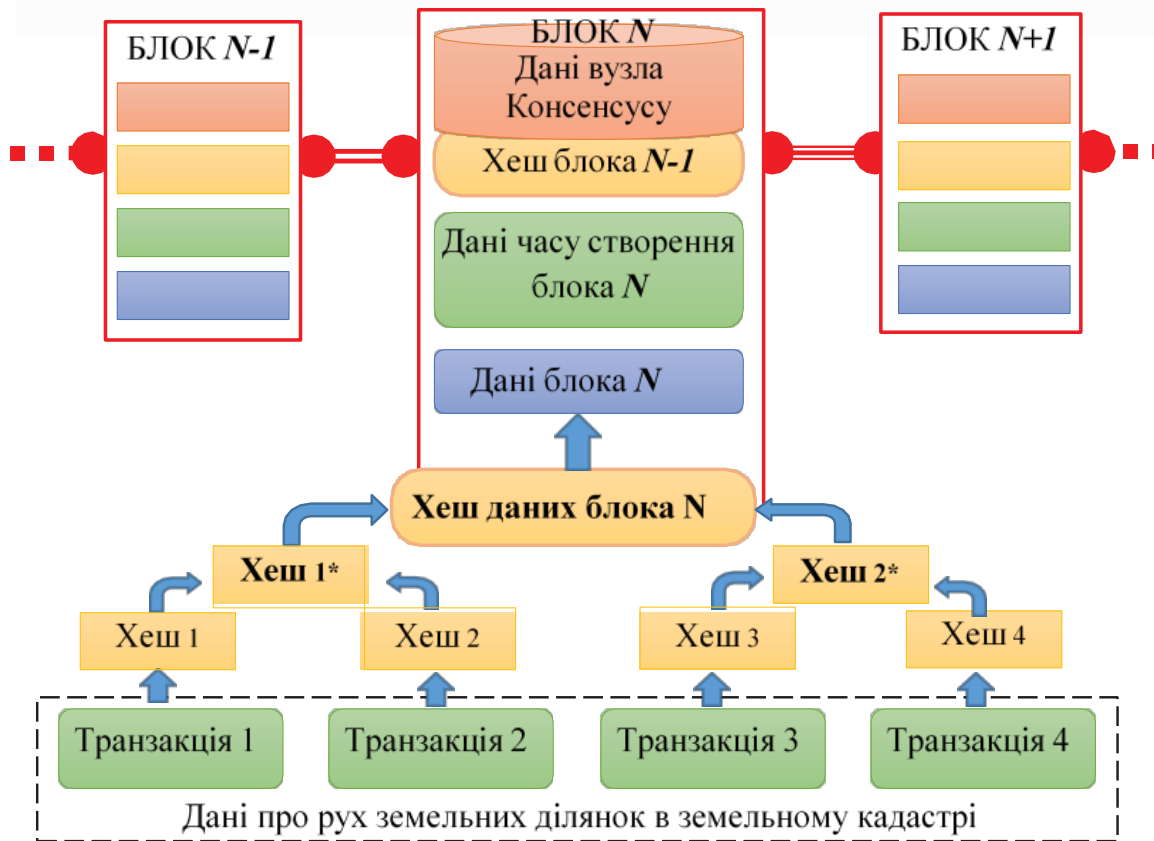 БЛОК N-1
БЛОК N
Дані вузла
Консенсусу
Хеш блока N-1
Дані часу створення
блока N
Дані блока N
БЛОК N+1
Хеш даних блока N
Хеш 1*
Хеш 2*
Хеш 1
Хеш 2
Хеш 3
Хеш 4
Транзакція 1
Транзакція 2
Транзакція 3
Транзакція 4
Дані про рух земельних ділянок в земельному кадастрі